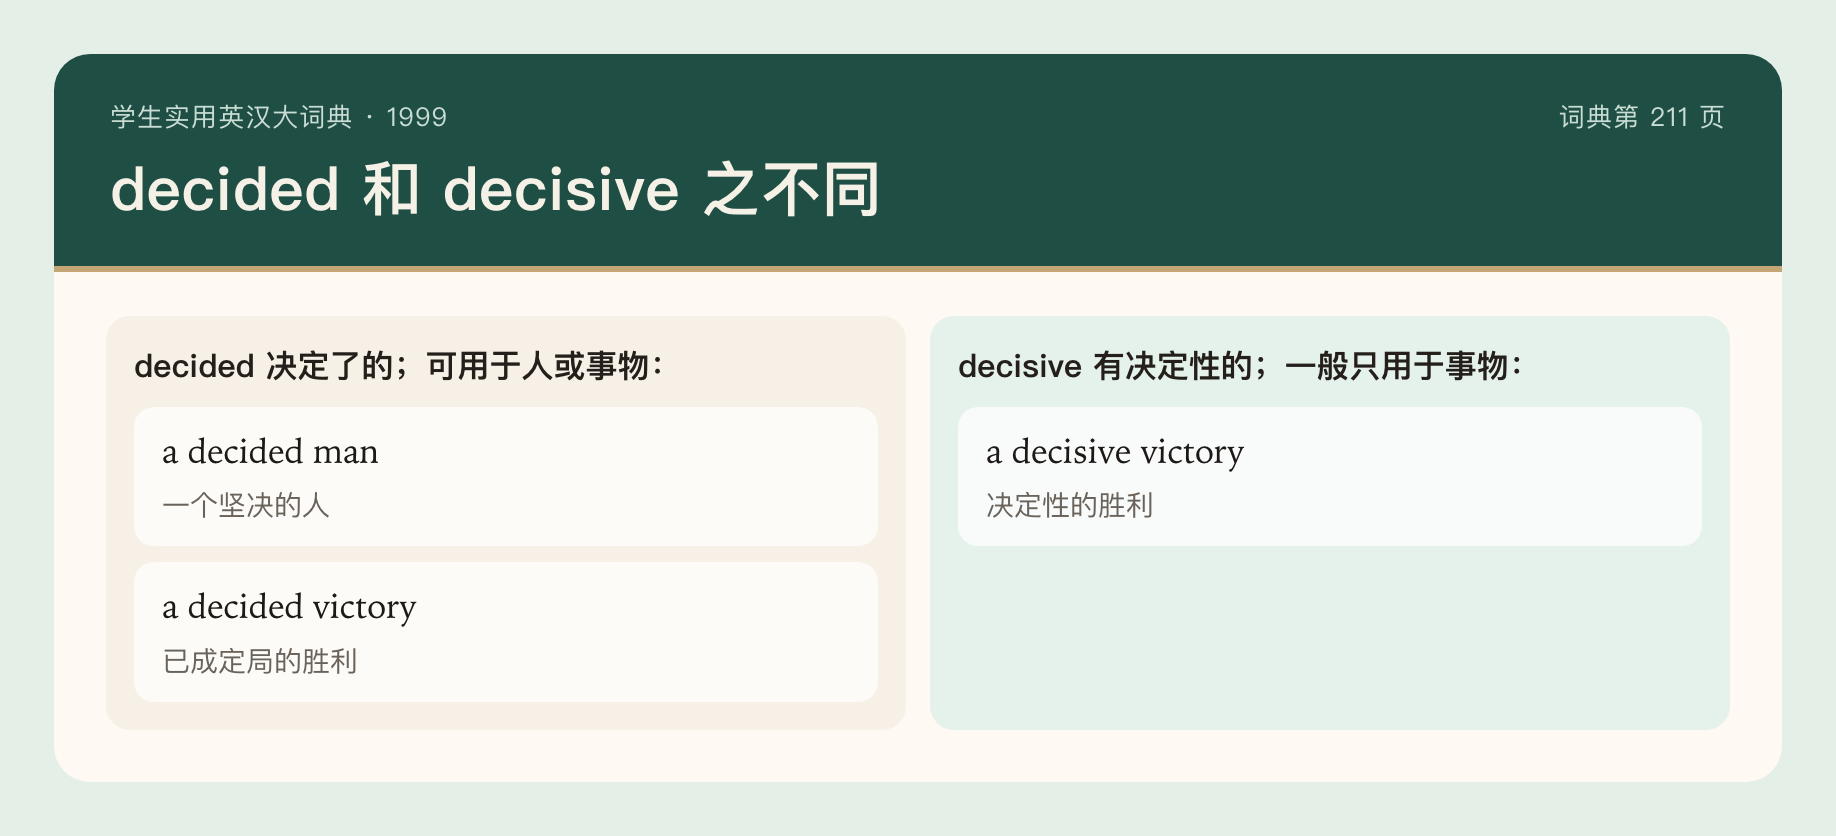 学生实用英汉大词典 · 1999
词典第 211 页
decided 和 decisive 之不同
decided 决定了的；可用于人或事物：
a decided man
一个坚决的人
a decided victory
已成定局的胜利
decisive 有决定性的；一般只用于事物：
a decisive victory
决定性的胜利